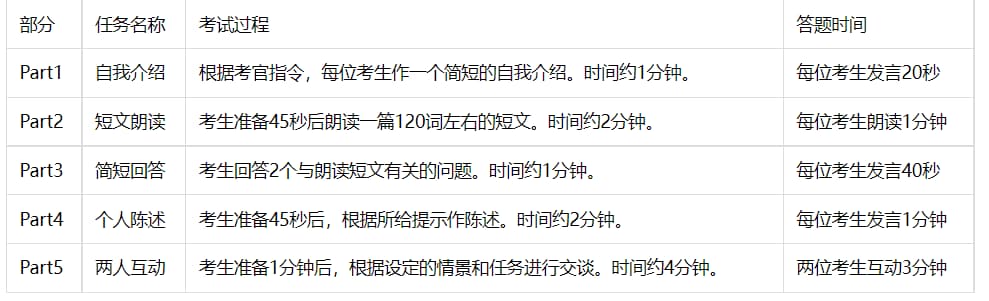 部分 任务名称 考试过程 答题时间
Part1 自我介绍 根据考官指令，每位考生作一个简短的自我介绍。时间约1分钟。 每位考生发言20秒
Part2 短文朗读 考生准备45秒后朗读一篇120词左右的短文。时间约2分钟。 每位考生朗读1分钟
Part3 简短回答 考生回答2个与朗读短文有关的问题。时间约1分钟。 每位考生发言40秒
Part4 个人陈述 考生准备45秒后，根据所给提示作陈述。时间约2分钟。 每位考生发言1分钟
Part5 两人互动 考生准备1分钟后，根据设定的情景和任务进行交谈。时间约4分钟。 两位考生互动3分钟